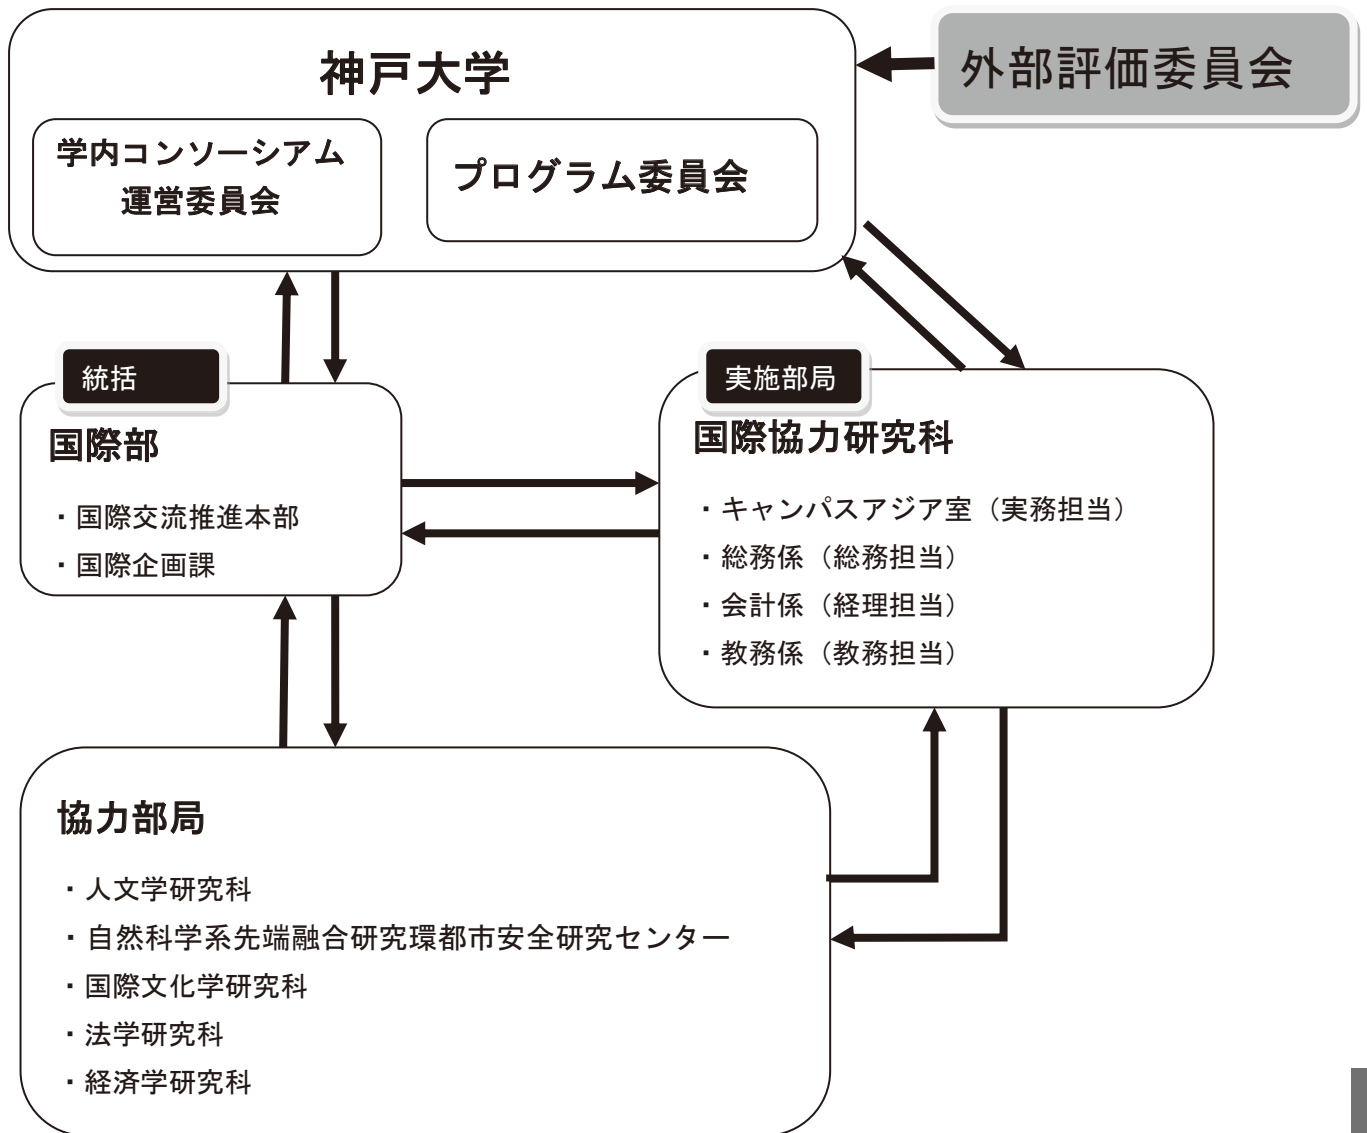 神戸大学
外部評価委員会
学内コンソーシアム
運営委員会
プログラム委員会
統括
国際部
・国際交流推進本部
・国際企画課
実施部局
国際協力研究科
・キャンパスアジア室（実務担当）
・総務係（総務担当）
・会計係（経理担当）
・教務係（教務担当）
協力部局
・人文学研究科
・自然科学系先端融合研究環都市安全研究センター
・国際文化学研究科
・法学研究科
・経済学研究科